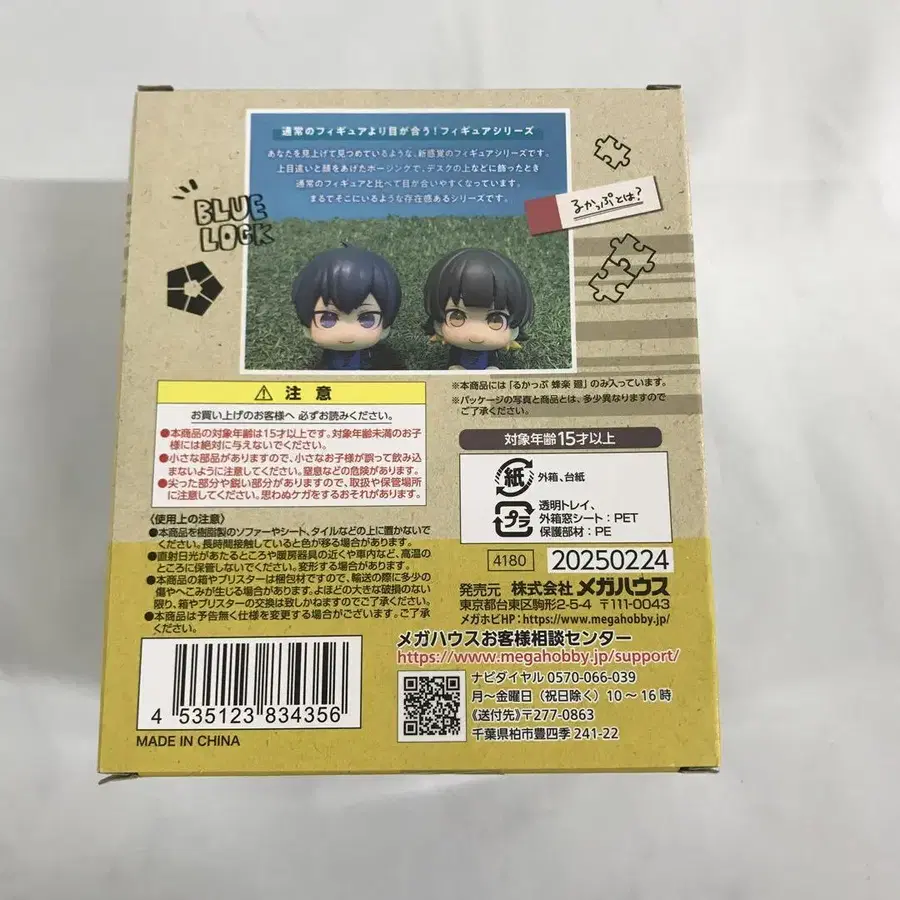 通常のフィギュアより目が合う!フィギュアシリーズ
あなたを見上げて見つめているような、新感覚のフィギュアシリーズです。
上目遣いと顔をあげたポージングで、デスクの上などに飾ったとき
通常のフィギュアと比べて目が合いやすくなっています。
まるでそこにいるような存在感あるシリーズです。
るかっぷとは?
BLUE
LOCK
※本商品には「るかっぷ 蜂楽 廻」のみ入っています。
※パッケージの写真と商品とは、多少異なりますので
ご了承ください。
⚠ 注意
お買い上げのお客様へ 必ずお読みください。
●本商品の対象年齢は15才以上です。対象年齢未満のお子
様には絶対に与えないでください。
●小さな部品がありますので、小さなお子様が誤って飲み込
まないように注意してください。窒息などの危険があります。
●尖った部分や鋭い部分がありますので、取扱や保管場所
に注意してください。思わぬケガをするおそれがあります。
〈使用上の注意〉
●本商品を樹脂製のソファーやシート、タイルなどの上に置かないで
ください。長時間接触していると色が移る場合があります。
●直射日光があたるところや暖房器具の近くや車内など、高温の
ところに保管しないでください。変形する場合があります。
●本商品の箱やブリスターは梱包材ですので、輸送の際に多少の
傷やへこみが生じる場合があります。よほどの大きな破損のない
限り、箱やブリスターの交換は致しかねますのでご了承ください。
●本商品は予告無く仕様を変更する場合がございます。ご了承
ください。
対象年齢15才以上
紙
外箱、台紙
プラ
透明トレイ、
外箱窓シート:PET
保護部材:PE
4180
20250224
発売元 株式会社メガハウス
東京都台東区駒形2-5-4 〒111-0043
メガホビHP:https://www.megahobby.jp/
メガハウスお客様相談センター
https://www.megahobby.jp/support/
ナビダイヤル 0570-066-039
月~金曜日(祝日除く)10~16時
《送付先》〒277-0863
千葉県柏市豊四季 241-22
4 535123 834356
MADE IN CHINA